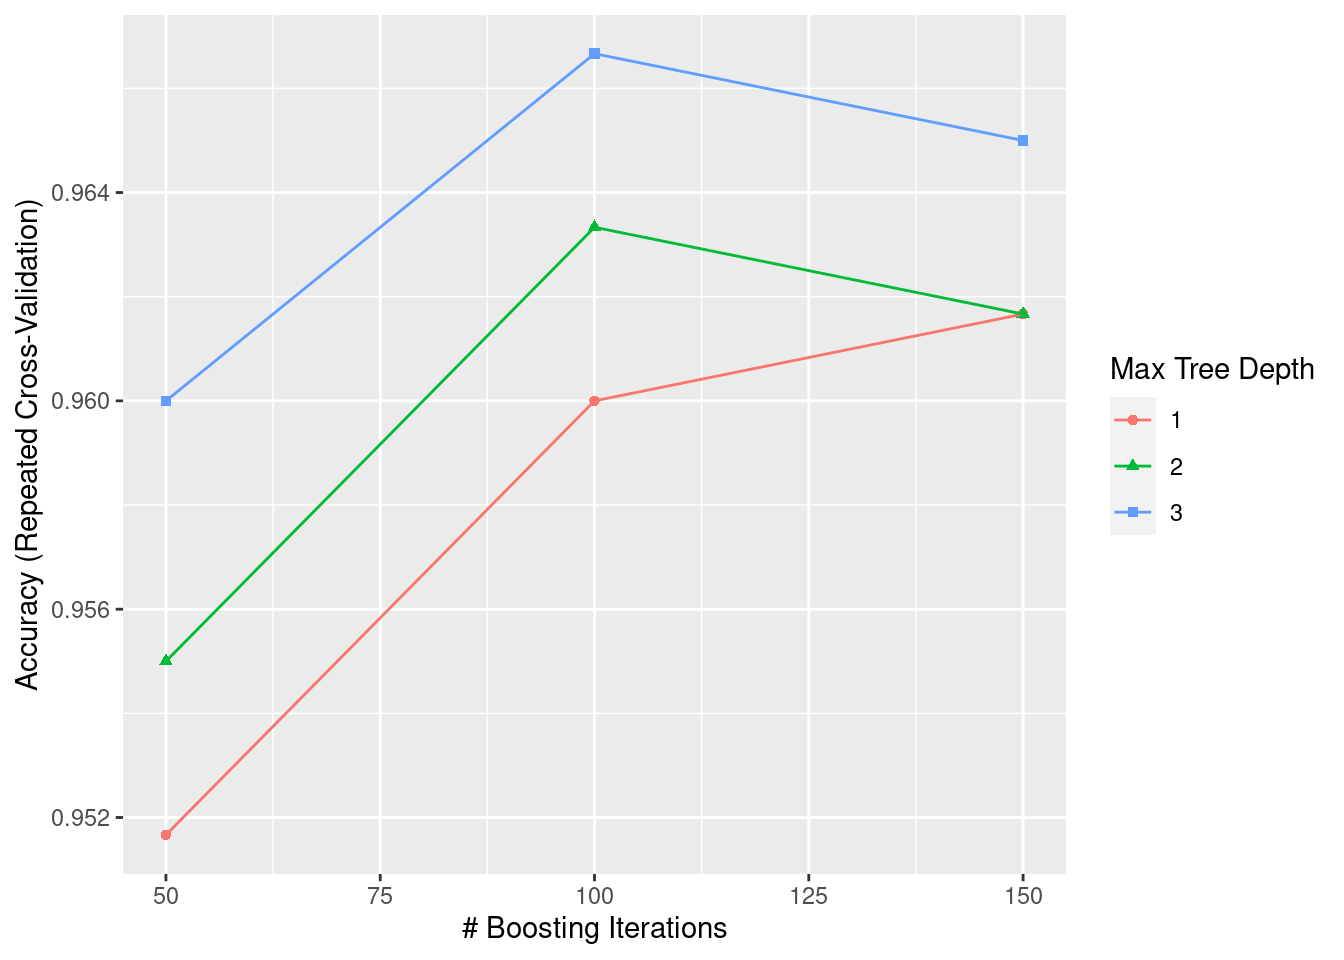 0.964
0.960
0.956
0.952
Accuracy (Repeated Cross-Validation)
50 75 100 125 150
# Boosting Iterations
Max Tree Depth
1
2
3